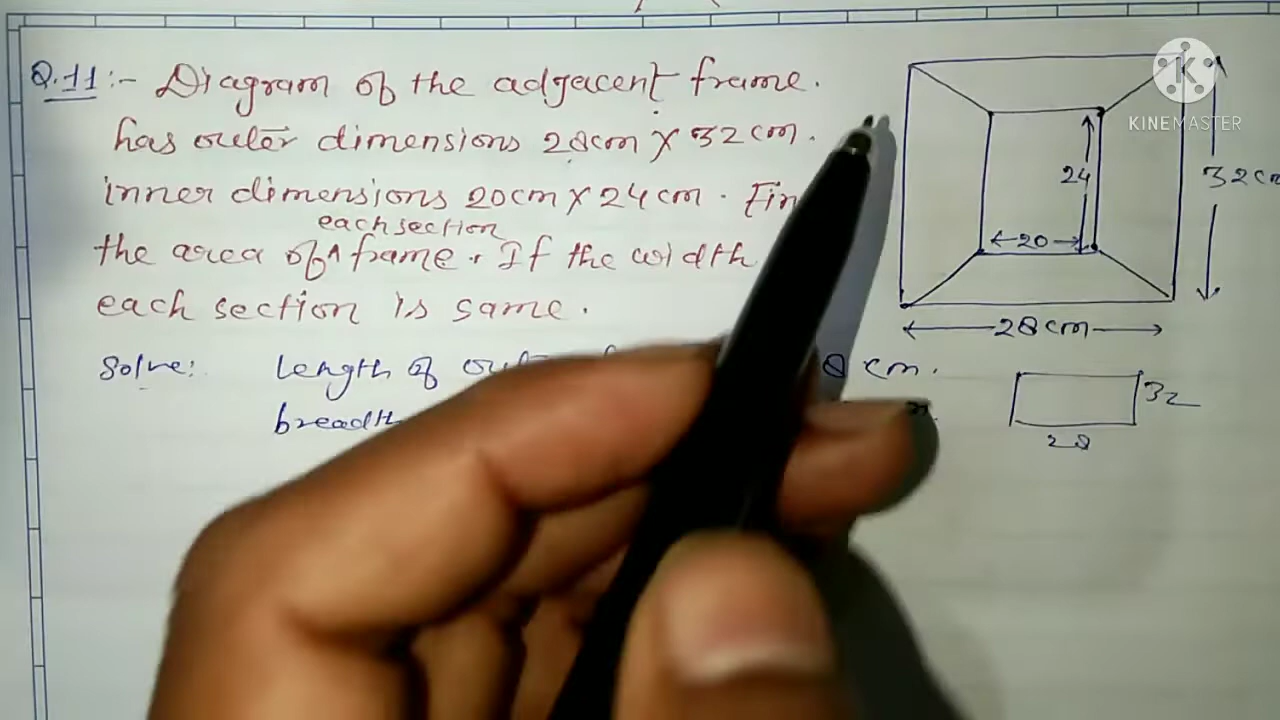 Q.11:- Diagram of the adjacent frame.
has outer dimensions 28cm X 32cm.
inner dimensions 20cm X 24cm.
each section
the area of ^ frame. If the width
each section is same.
Solve: Length of
breadth
8 cm.
K
KINEMASTER
24
32cm
20
28cm
32
28